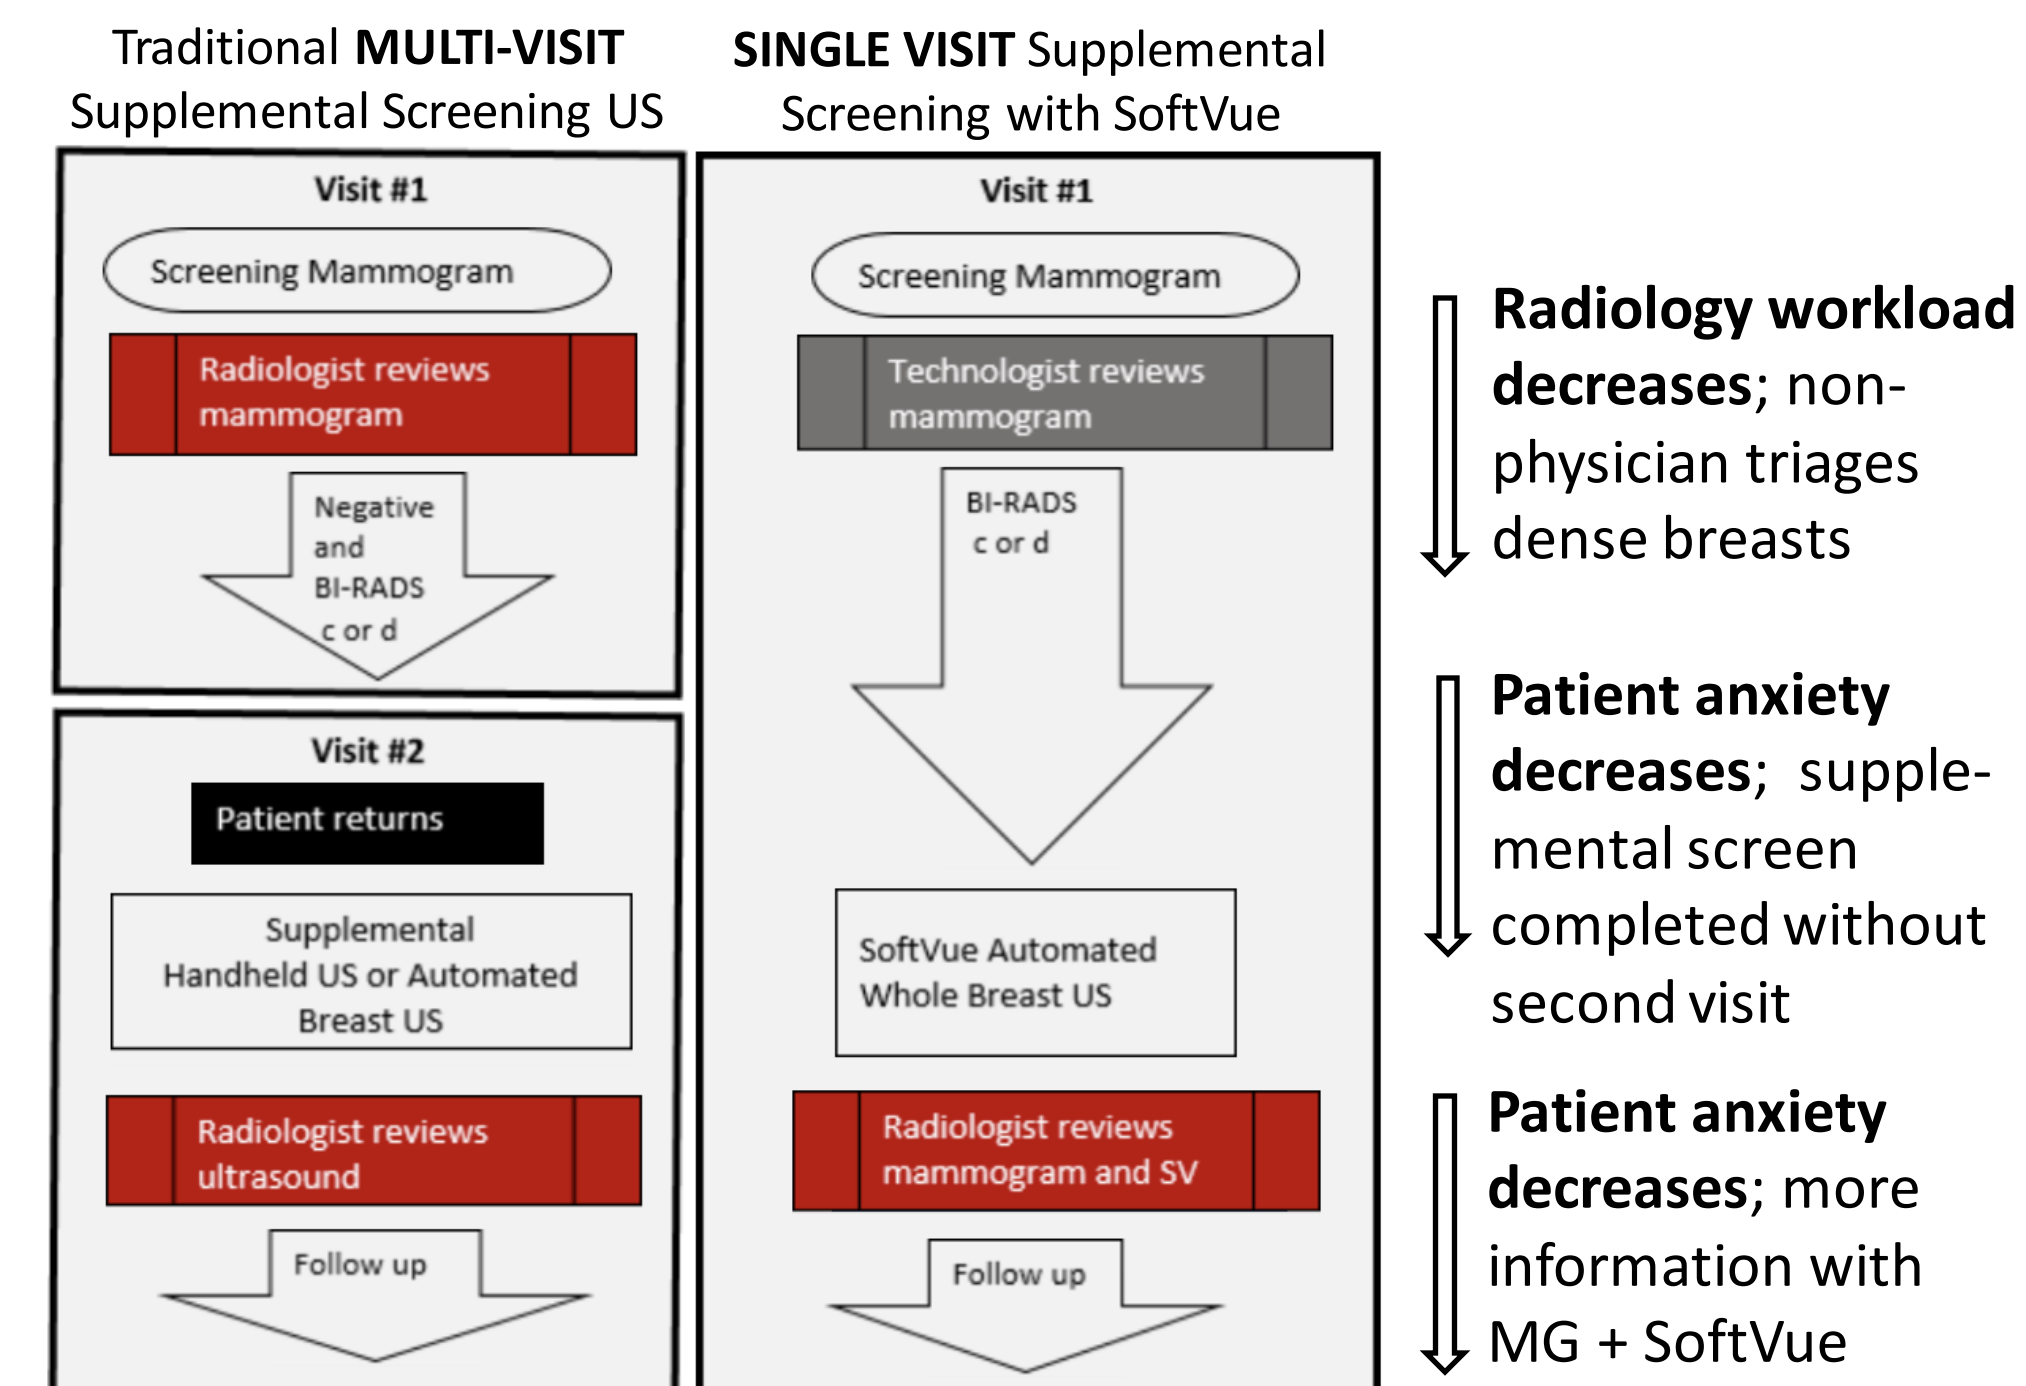 Traditional MULTI-VISIT
Supplemental Screening US
Visit #1
Screening Mammogram
Radiologist reviews
mammogram
Negative
and
BI-RADS
c or d
Visit #2
Patient returns
Supplemental
Handheld US or Automated
Breast US
Radiologist reviews
ultrasound
Follow up
SINGLE VISIT Supplemental
Screening with SoftVue
Visit #1
Screening Mammogram
Technologist reviews
mammogram
BI-RADS
c or d
SoftVue Automated
Whole Breast US
Radiologist reviews
mammogram and SV
Follow up
Radiology workload
decreases; non-
physician triages
dense breasts
Patient anxiety
decreases; supple-
mental screen
completed without
second visit
Patient anxiety
decreases; more
information with
MG + SoftVue